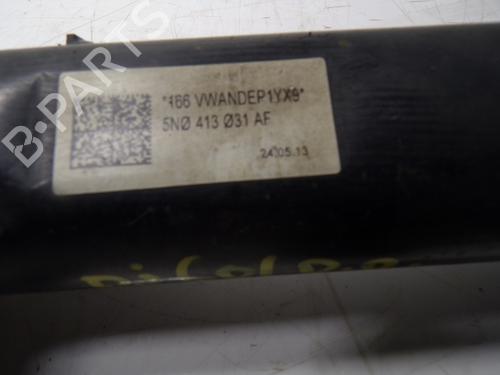 *166 VWANDEP1YX9*
5NØ 413 Ø31 AF
24.05.13
B-PARTS